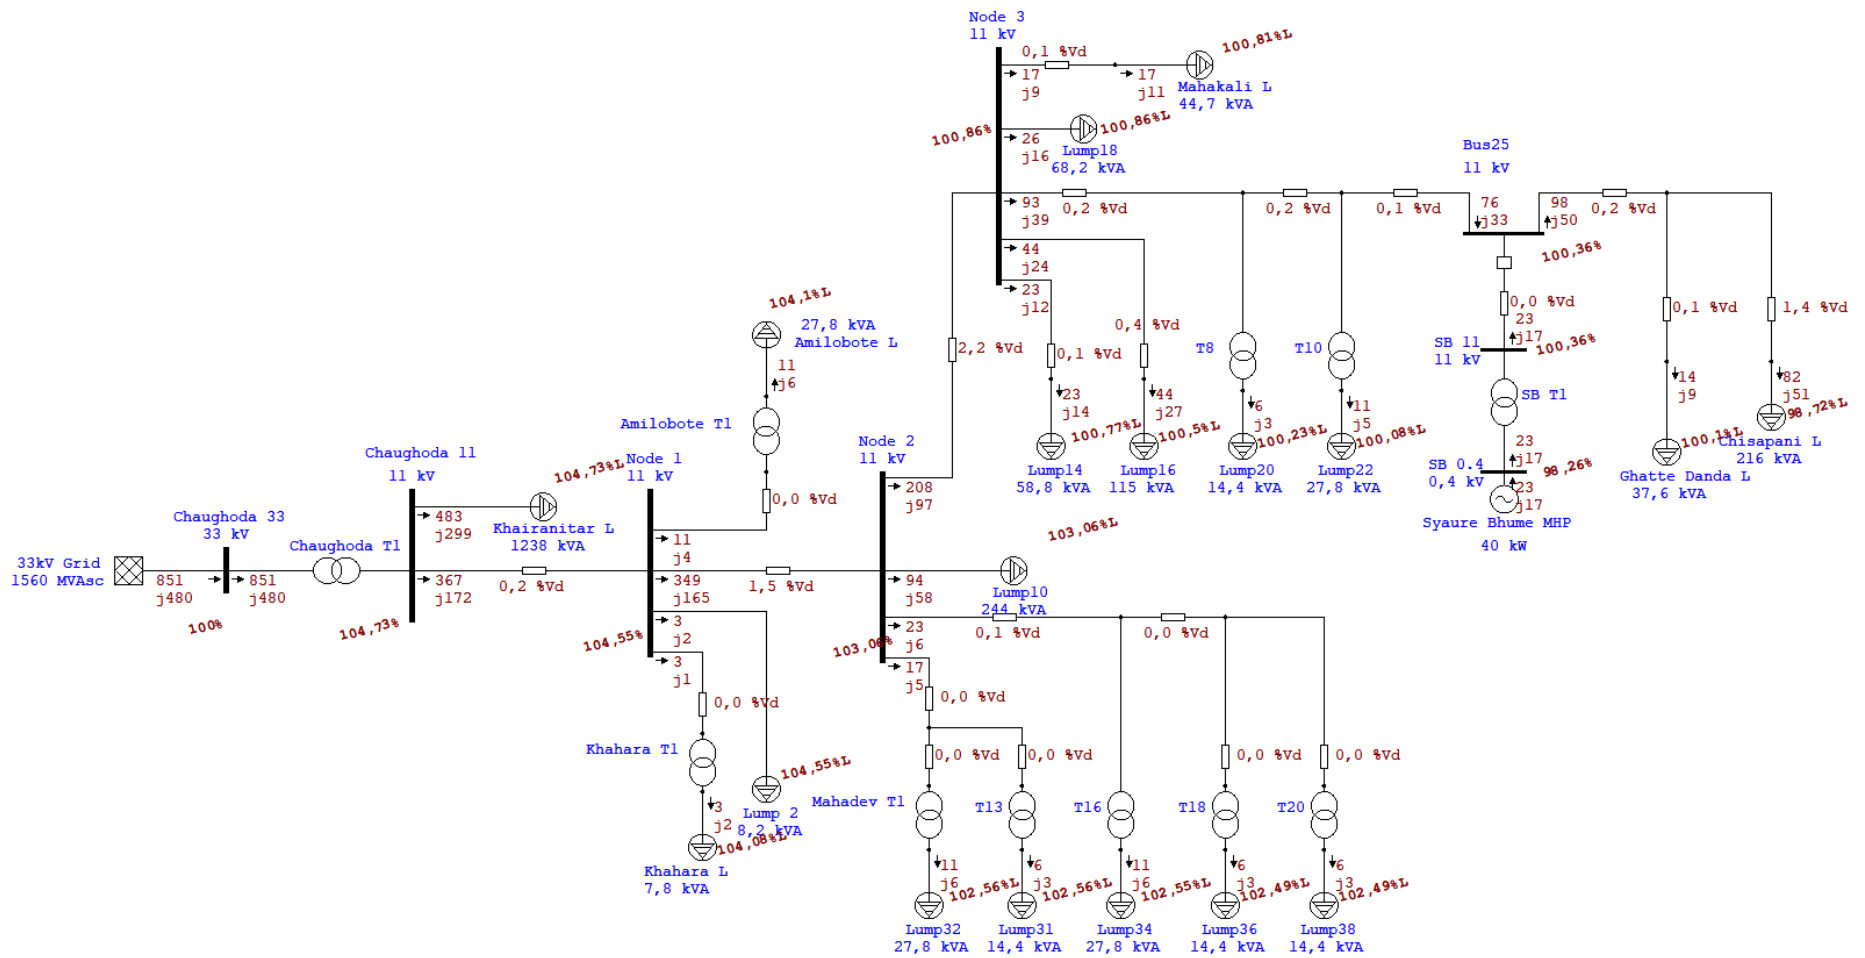 Node 3
11 kV
0,1 %Vd
17
j9
17
j11
100,81%L
Mahakali L
44,7 kVA
100,86%
26
j16
100,86%L
Lump18
68,2 kVA
93
j39
0,2 %Vd
0,2 %Vd
0,1 %Vd
Bus25
11 kV
76
j33
98
j50
0,2 %Vd
100,36%
44
j24
23
j12
2,2 %Vd
0,1 %Vd
0,4 %Vd
23
j14
100,77%L
Lump14
58,8 kVA
44
j27
100,5%L
Lump16
115 kVA
T8
6
j3
100,23%L
Lump20
14,4 kVA
T10
11
j5
100,08%L
Lump22
27,8 kVA
0,0 %Vd
23
j17
SB 11
11 kV
100,36%
SB T1
23
j17
SB 0.4
0,4 kV
98,26%
23
j17
Syaure Bhume MHP
40 kW
0,1 %Vd
14
j9
100,1%L
Ghatte Danda L
37,6 kVA
1,4 %Vd
82
j51
98,72%L
Chisapani L
216 kVA
104,1%L
27,8 kVA
Amilobote L
11
j6
Amilobote T1
0,0 %Vd
Node 1
11 kV
11
j4
349
j165
1,5 %Vd
3
j2
3
j1
104,55%
0,0 %Vd
Khahara T1
3
j2
104,08%L
Khahara L
7,8 kVA
104,55%L
Lump 2
8,2 kVA
Chaughoda 11
11 kV
104,73%L
483
j299
Khairanitar L
1238 kVA
367
j172
0,2 %Vd
104,73%
Chaughoda 33
33 kV
Chaughoda T1
33kV Grid
1560 MVAsc
851
j480
851
j480
100%
Node 2
11 kV
208
j97
103,06%L
94
j58
Lump10
244 kVA
23
j6
0,1 %Vd
0,0 %Vd
103,06%
17
j5
0,0 %Vd
0,0 %Vd
0,0 %Vd
0,0 %Vd
0,0 %Vd
Mahadev T1
T13
T16
T18
T20
11
j6
102,56%L
6
j3
102,56%L
11
j6
102,55%L
6
j3
102,49%L
6
j3
102,49%L
Lump32
27,8 kVA
Lump31
14,4 kVA
Lump34
27,8 kVA
Lump36
14,4 kVA
Lump38
14,4 kVA